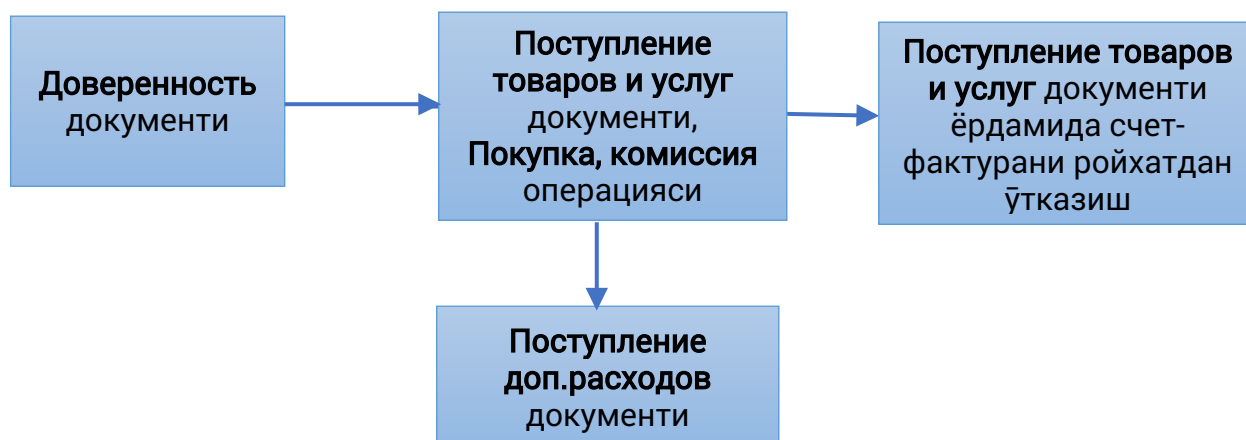 Доверенность
документи
Поступление
товаров и услуг
документи,
Покупка, комиссия
операцияси
Поступление товаров
и услуг документи
ёрдамида счет-
фактурани ройхатдан
ӯтказиш
Поступление
доп.расходов
документи